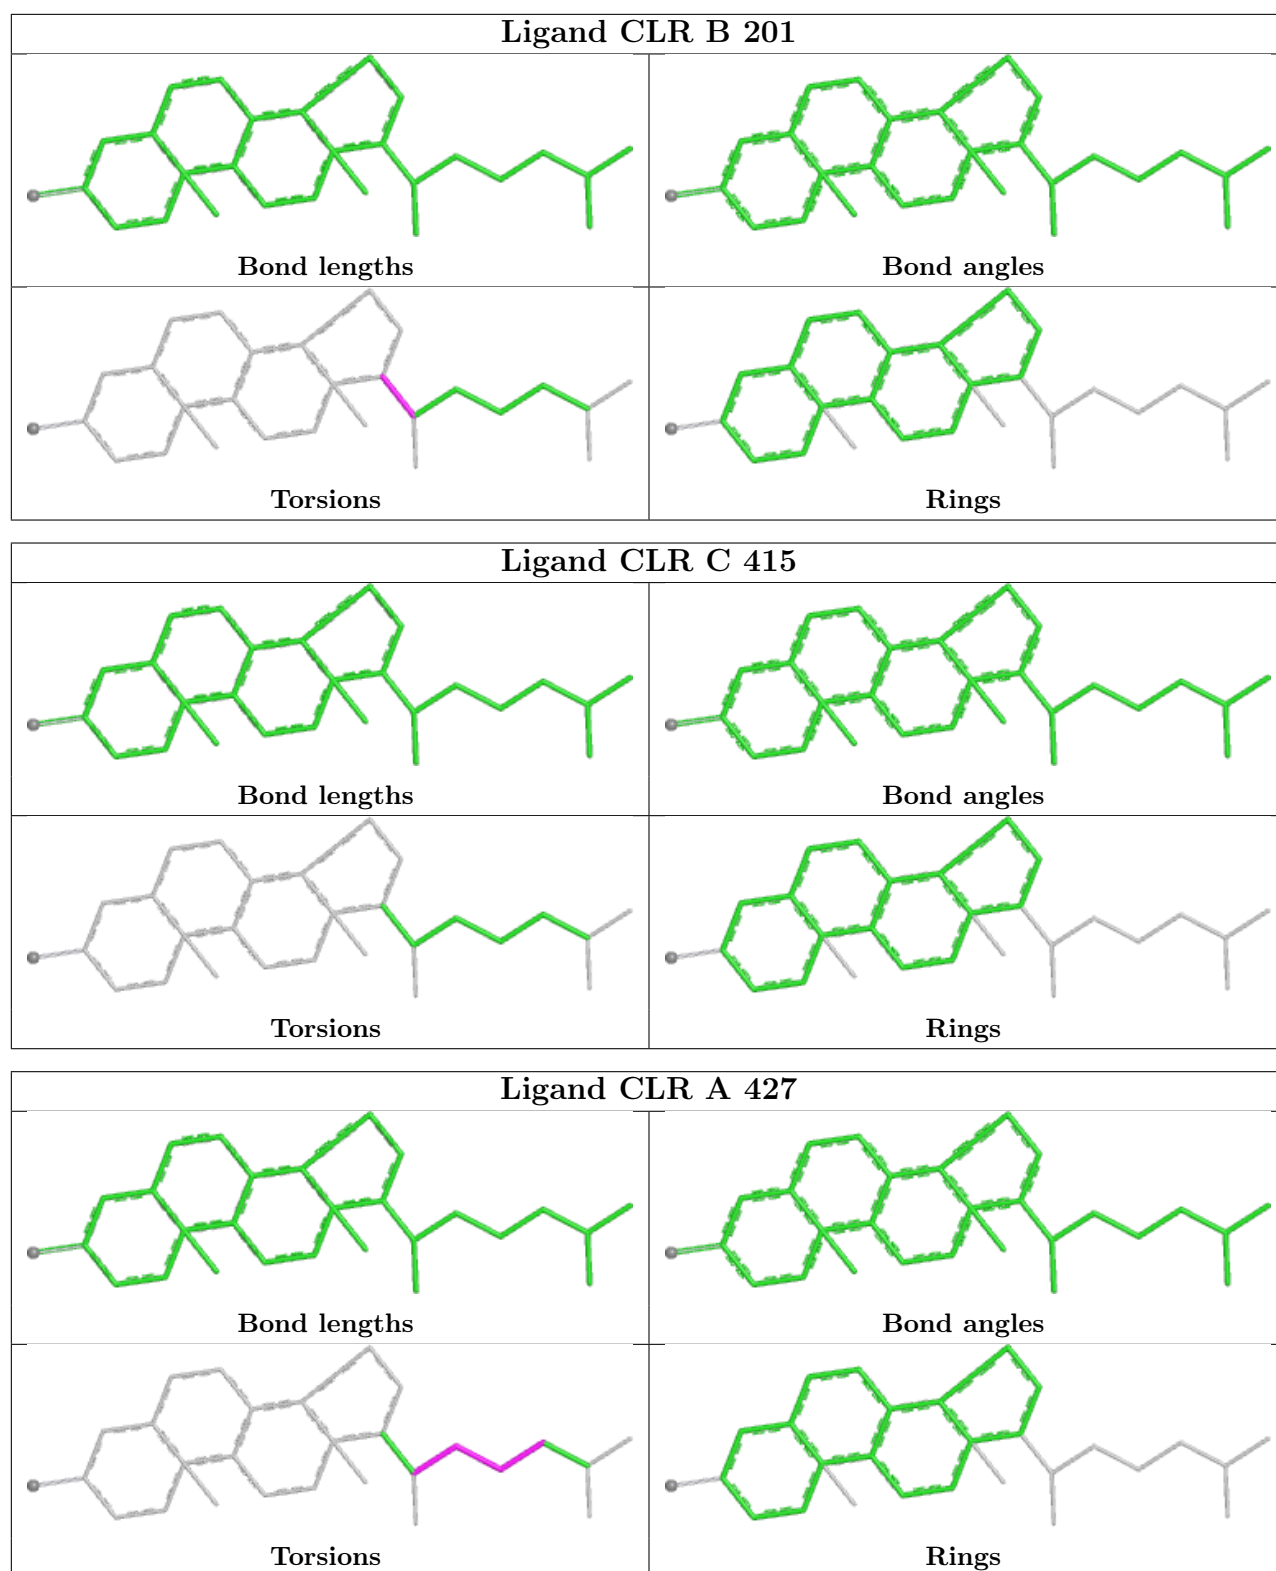 Ligand CLR B 201
Bond lengths
Bond angles
Torsions
Rings
Ligand CLR C 415
Bond lengths
Bond angles
Torsions
Rings
Ligand CLR A 427
Bond lengths
Bond angles
Torsions
Rings